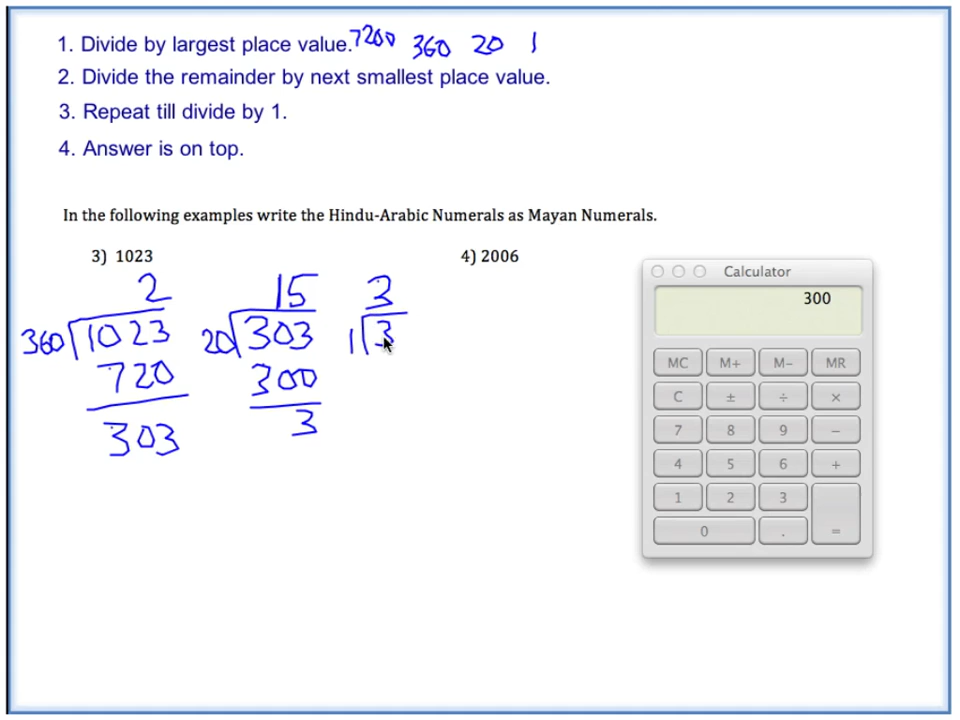 1. Divide by largest place value. 7200 360 20 1
2. Divide the remainder by next smallest place value.
3. Repeat till divide by 1.
4. Answer is on top.
In the following examples write the Hindu-Arabic Numerals as Mayan Numerals.
3) 1023
4) 2006
2
360 1023
720
303
15
20 303
300
3
3
1 3
Calculator
300
MC M+ M- MR
C ± ÷ ×
7 8 9 −
4 5 6 +
1 2 3
0 . =